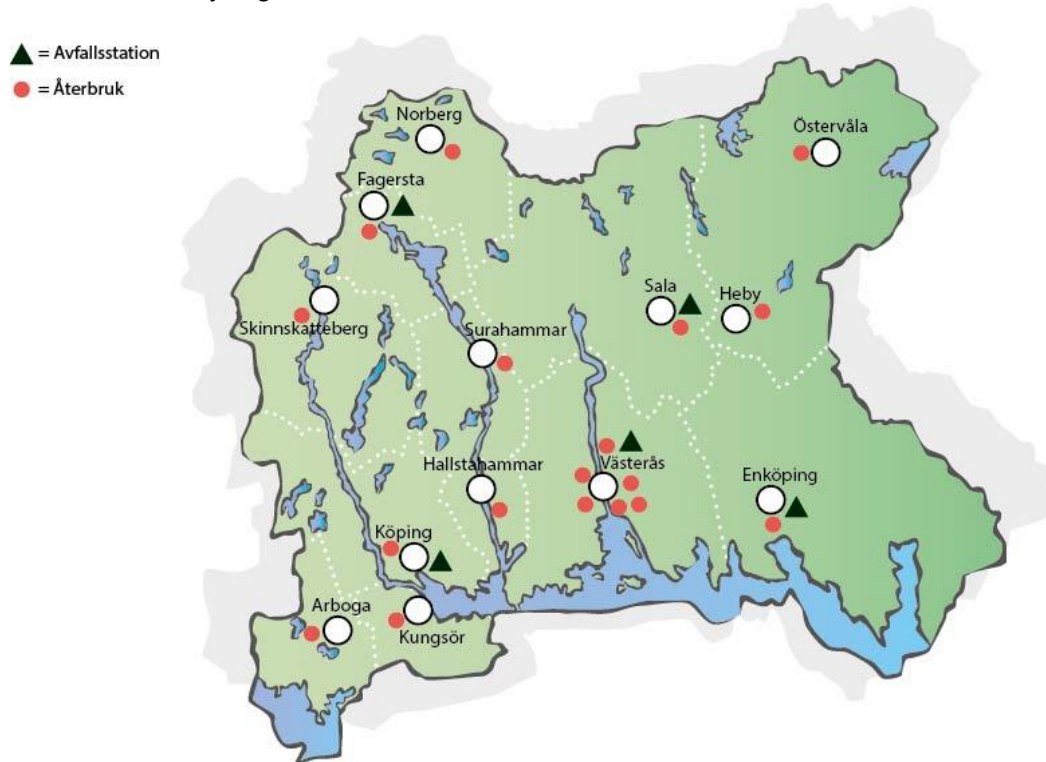 = Avfallsstation
= Återbruk
Norberg
Östervåla
Fagersta
Sala
Heby
Skinnskatteberg
Surahammar
Hallstahammar
Västerås
Enköping
Köping
Arboga
Kungsör